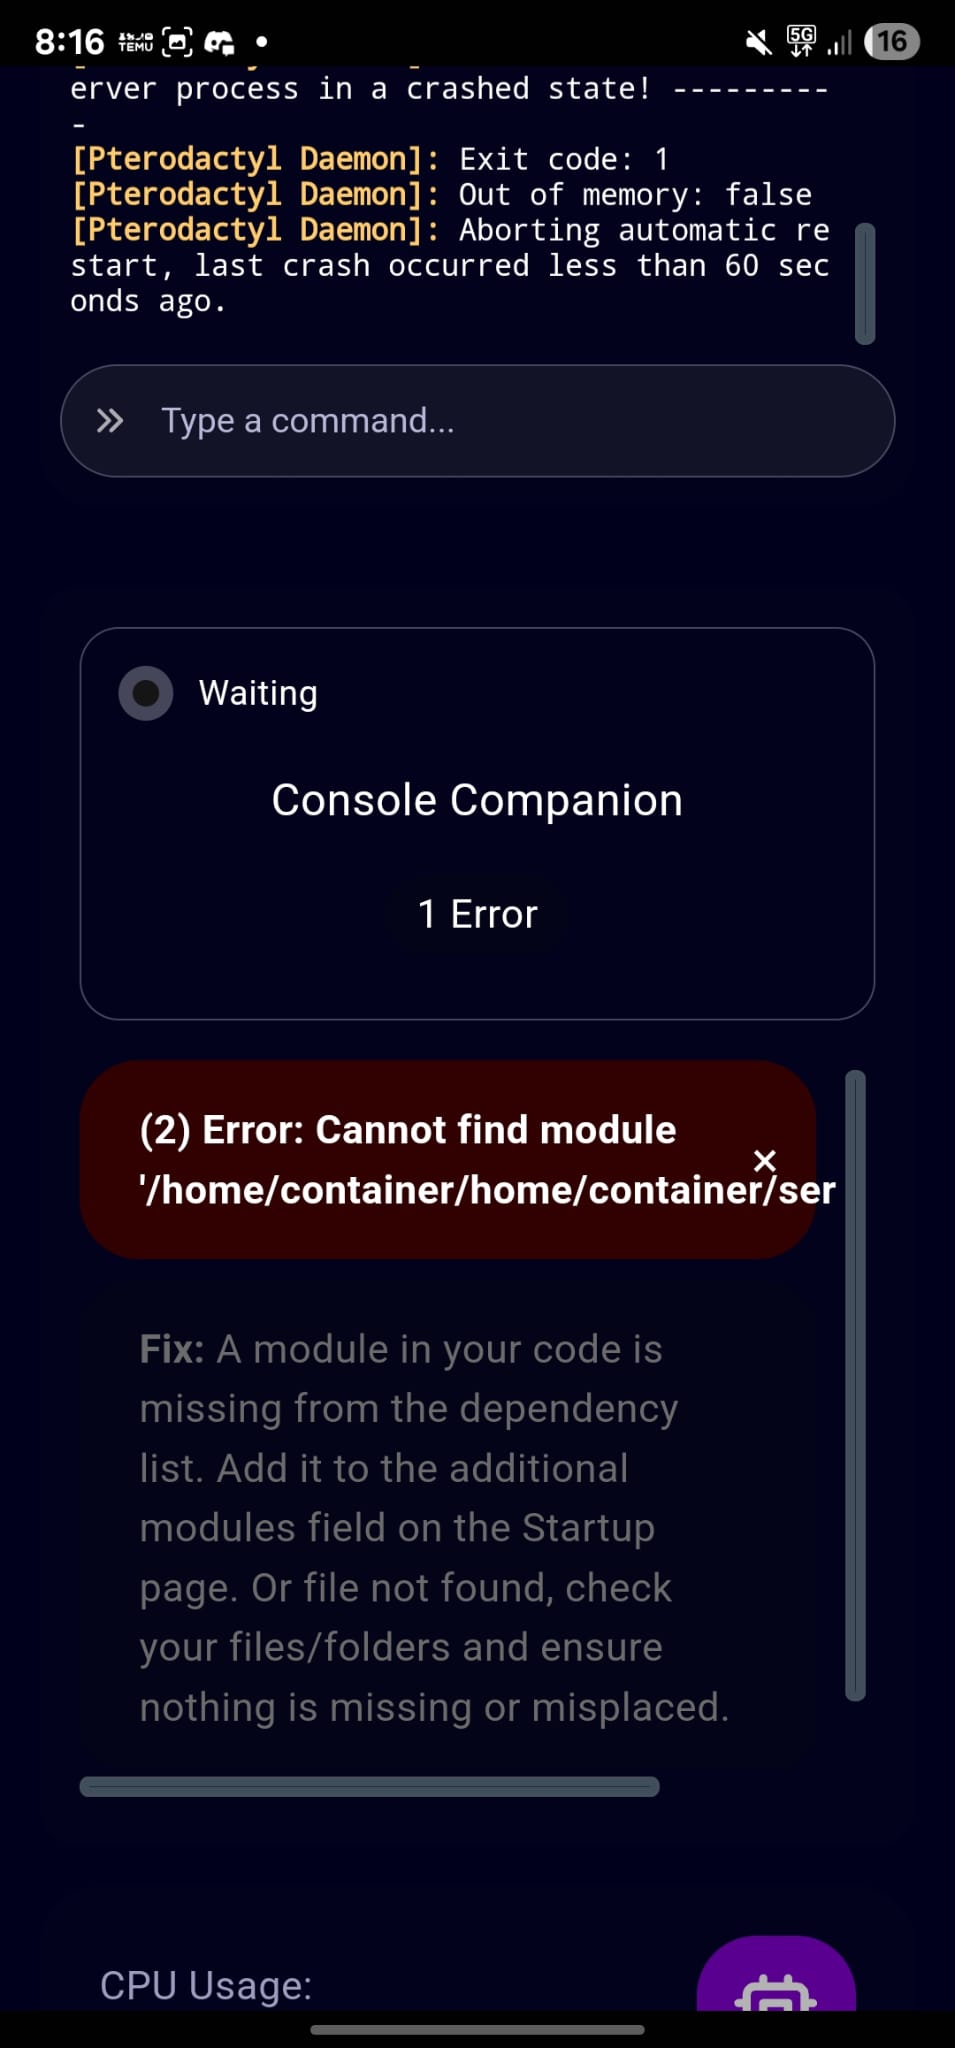 8:16 TEMU 5G 16
erver process in a crashed state! ---------
-
[Pterodactyl Daemon]: Exit code: 1
[Pterodactyl Daemon]: Out of memory: false
[Pterodactyl Daemon]: Aborting automatic re
start, last crash occurred less than 60 sec
onds ago.
Type a command...
Waiting
Console Companion
1 Error
(2) Error: Cannot find module
'/home/container/home/container/ser
Fix: A module in your code is
missing from the dependency
list. Add it to the additional
modules field on the Startup
page. Or file not found, check
your files/folders and ensure
nothing is missing or misplaced.
CPU Usage: